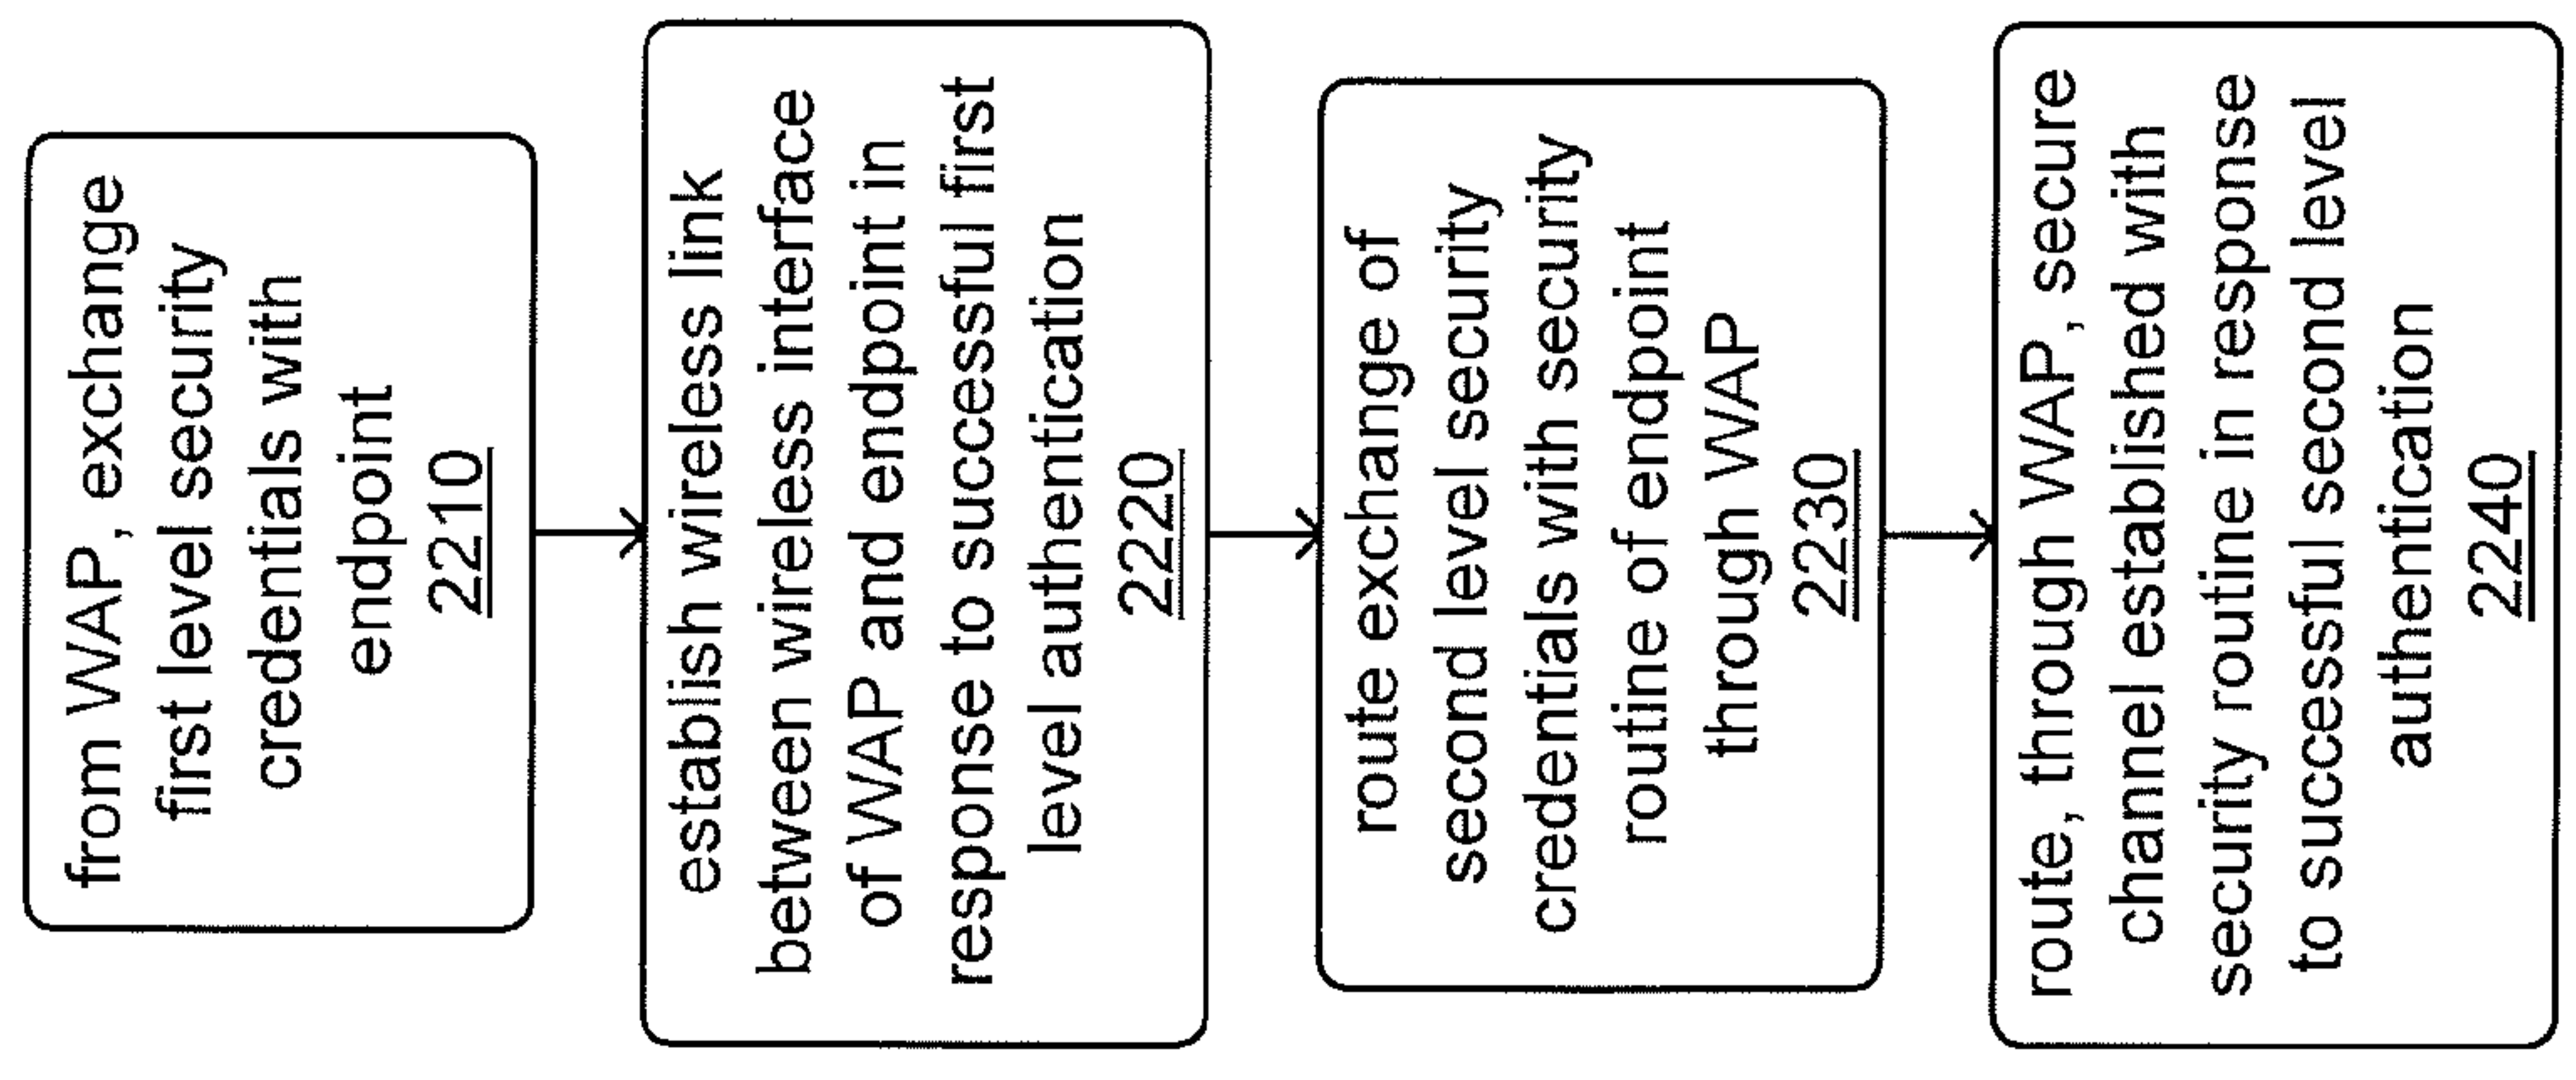 from WAP, exchange
first level security
credentials with
endpoint
2210
establish wireless link
between wireless interface
of WAP and endpoint in
response to successful first
level authentication
2220
route exchange of
second level security
credentials with security
routine of endpoint
through WAP
2230
route, through WAP, secure
channel established with
security routine in response
to successful second level
authentication
2240